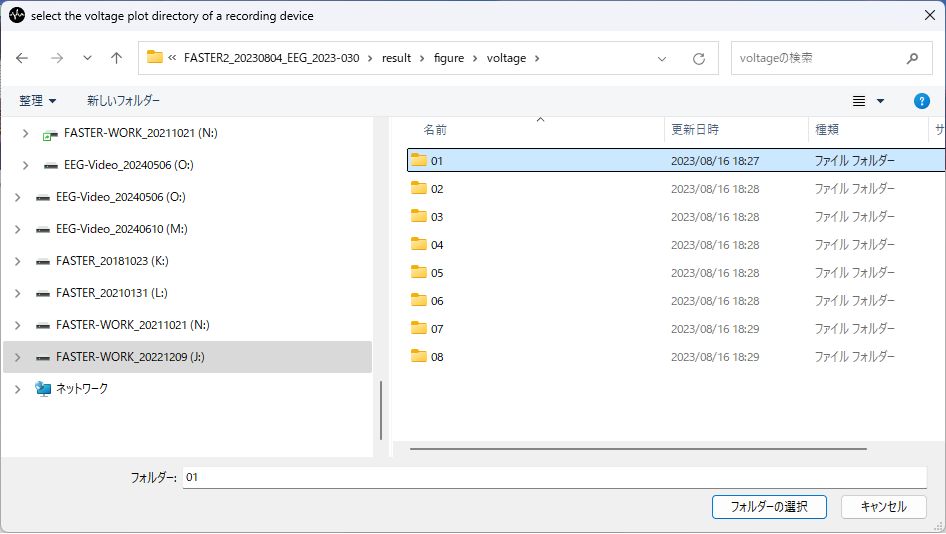 select the voltage plot directory of a recording device
« FASTER2_20230804_EEG_2023-030 › result › figure › voltage ›
voltageの検索
整理
新しいフォルダー
FASTER-WORK_20211021 (N:)
EEG-Video_20240506 (O:)
EEG-Video_20240506 (O:)
EEG-Video_20240610 (M:)
FASTER_20181023 (K:)
FASTER_20210131 (L:)
FASTER-WORK_20211021 (N:)
FASTER-WORK_20221209 (J:)
ネットワーク
名前 更新日時 種類 サ
01 2023/08/16 18:27 ファイル フォルダー
02 2023/08/16 18:28 ファイル フォルダー
03 2023/08/16 18:28 ファイル フォルダー
04 2023/08/16 18:28 ファイル フォルダー
05 2023/08/16 18:28 ファイル フォルダー
06 2023/08/16 18:28 ファイル フォルダー
07 2023/08/16 18:29 ファイル フォルダー
08 2023/08/16 18:29 ファイル フォルダー
フォルダー: 01
フォルダーの選択
キャンセル